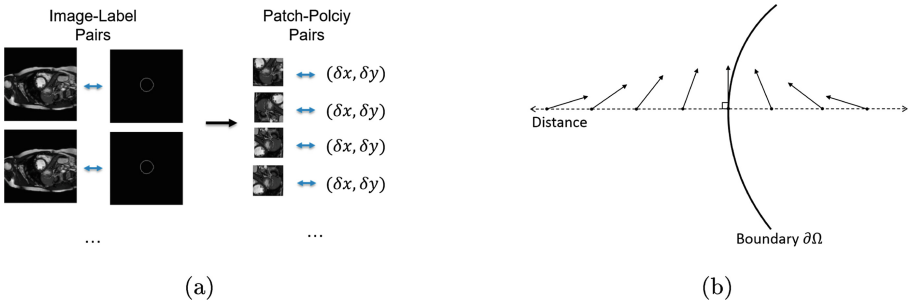 Image-Label
Pairs
Patch-Polciy
Pairs
(δx, δy)
(δx, δy)
(δx, δy)
(δx, δy)
...
...
(a)
Distance
Boundary ∂Ω
(b)